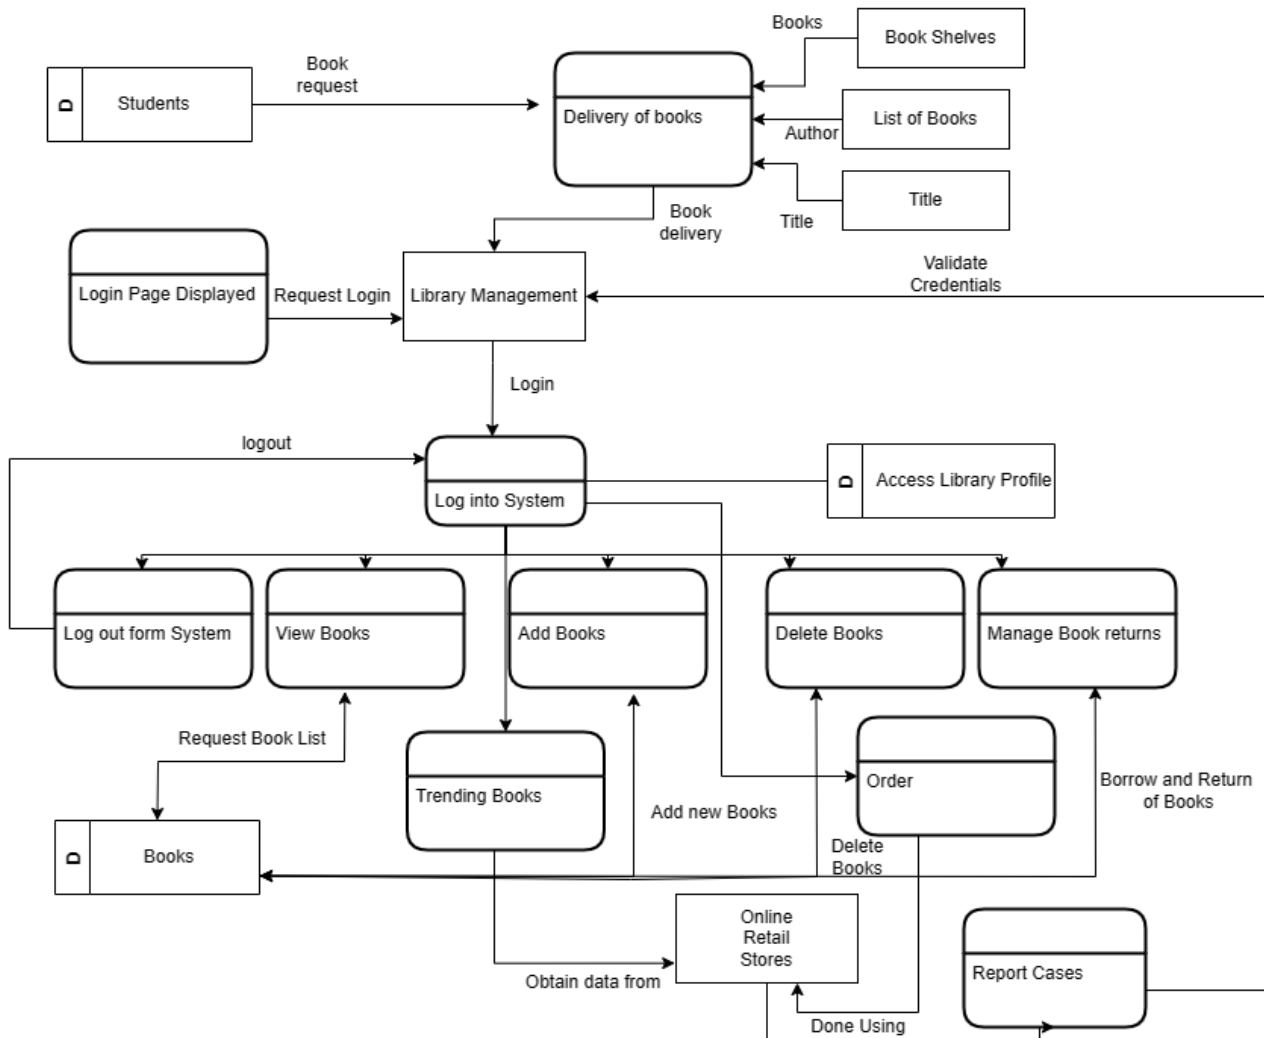 Books
Book Shelves
Book
request
D
Students
Delivery of books
List of Books
Author
Title
Title
Book
delivery
Login Page Displayed
Request Login
Library Management
Validate
Credentials
Login
logout
Log into System
D
Access Library Profile
Log out form System
View Books
Add Books
Delete Books
Manage Book returns
Request Book List
Trending Books
Order
Add new Books
Borrow and Return
of Books
D
Books
Delete
Books
Online
Retail
Stores
Obtain data from
Report Cases
Done Using